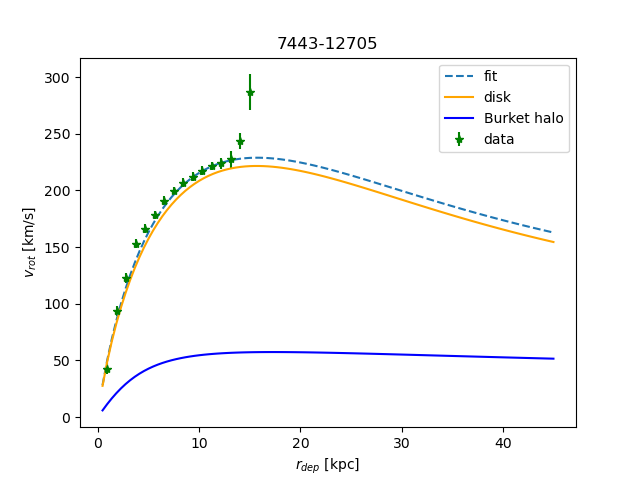 7443-12705
fit
disk
Burket halo
data
300
250
200
150
100
50
0
v_rot [km/s]
0 10 20 30 40
r_dep [kpc]